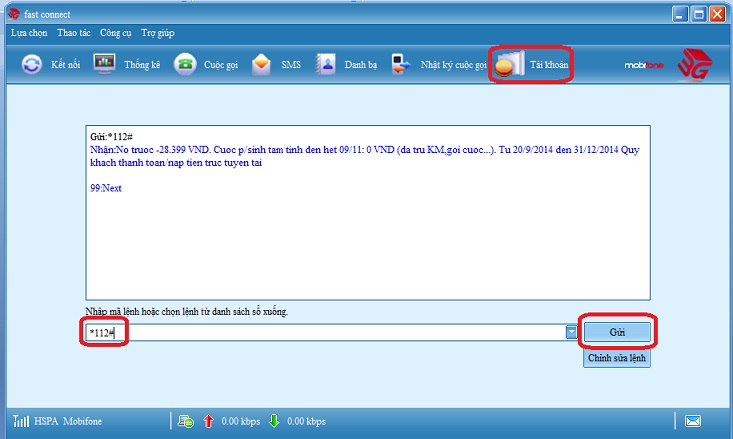 fast connect
Lựa chọn Thao tác Công cụ Trợ giúp
Kết nối Thống kê Cuộc gọi SMS Danh bạ Nhật ký cuộc gọi Tài khoản mobifone 3G
Gửi:*112#
Nhận:No truoc -28.399 VND. Cuoc p/sinh tam tinh den het 09/11: 0 VND (da tru KM,goi cuoc...). Tu 20/9/2014 den 31/12/2014 Quy
khach thanh toan/nap tien truc tuyen tai
99:Next
Nhập mã lệnh hoặc chọn lệnh từ danh sách sổ xuống.
*112# Gửi
Chỉnh sửa lệnh
HSPA Mobifone 0.00 kbps 0.00 kbps